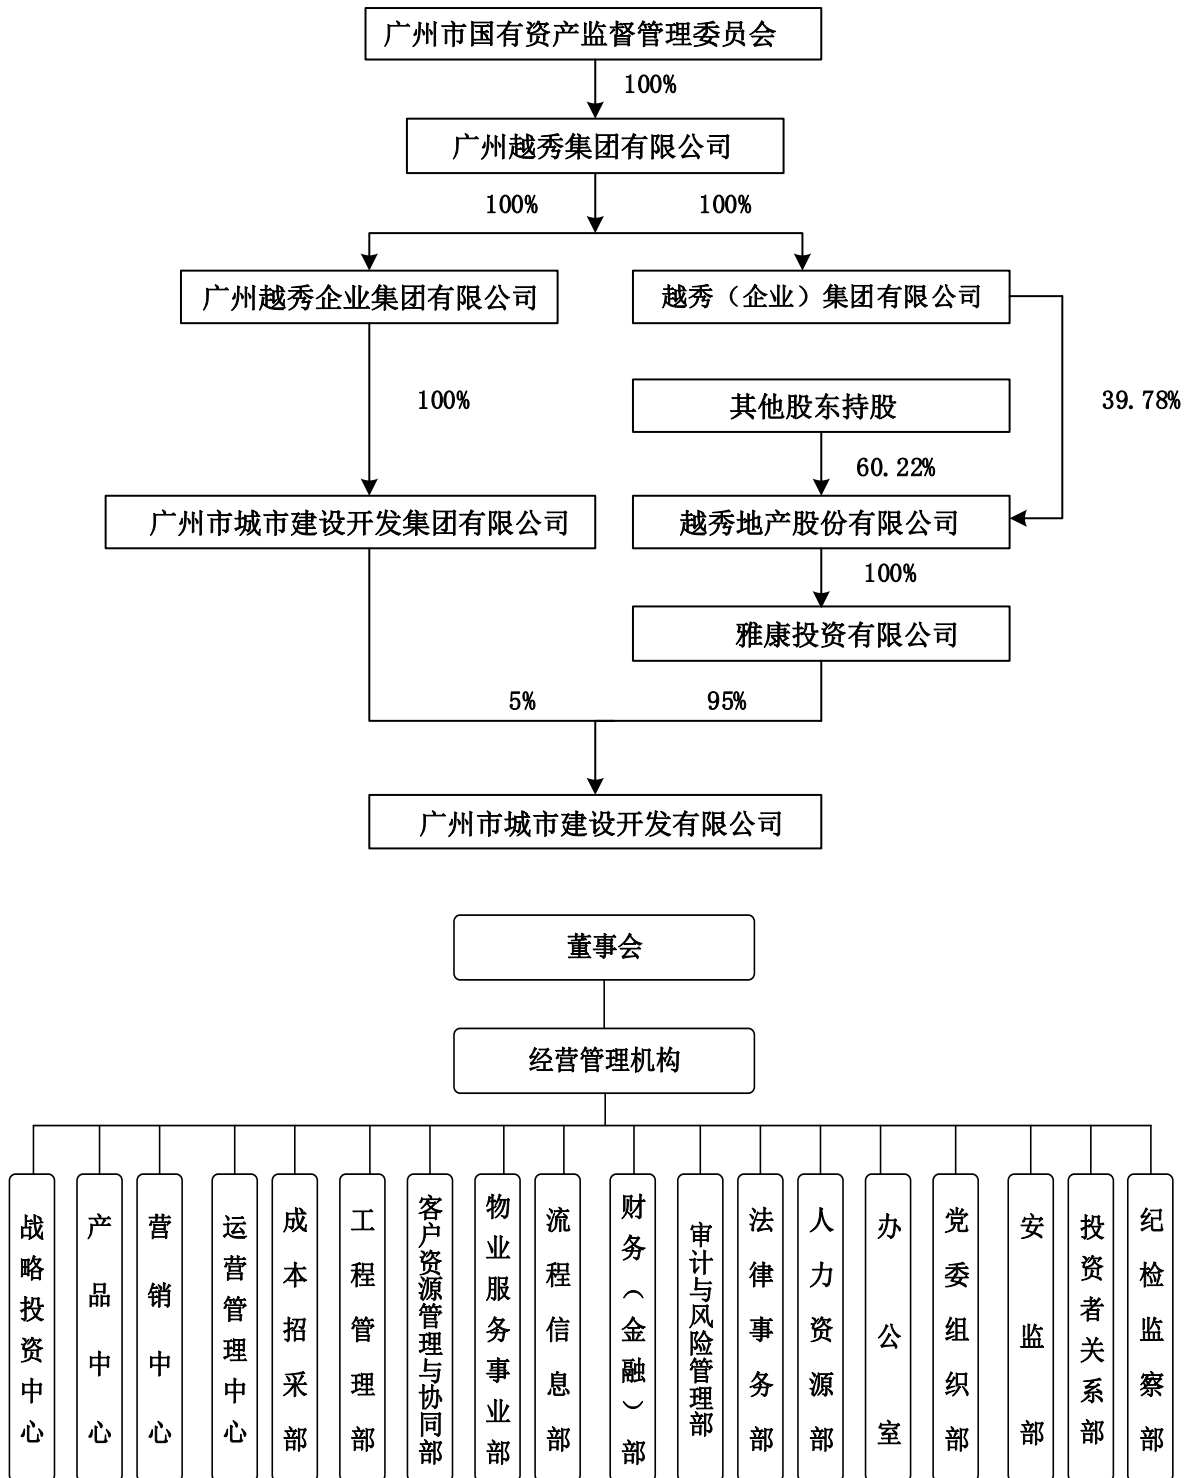 广州市国有资产监督管理委员会
100%
广州越秀集团有限公司
100%
100%
广州越秀企业集团有限公司
越秀（企业）集团有限公司
100%
其他股东持股
39.78%
60.22%
广州市城市建设开发集团有限公司
越秀地产股份有限公司
100%
雅康投资有限公司
5%
95%
广州市城市建设开发有限公司
董事会
经营管理机构
战略投资中心
产品中心
营销中心
运营管理中心
成本招采部
工程管理部
客户资源管理与协同部
物业服务事业部
流程信息部
财务（金融）部
审计与风险管理部
法律事务部
人力资源部
办公室
党委组织部
安监部
投资者关系部
纪检监察部